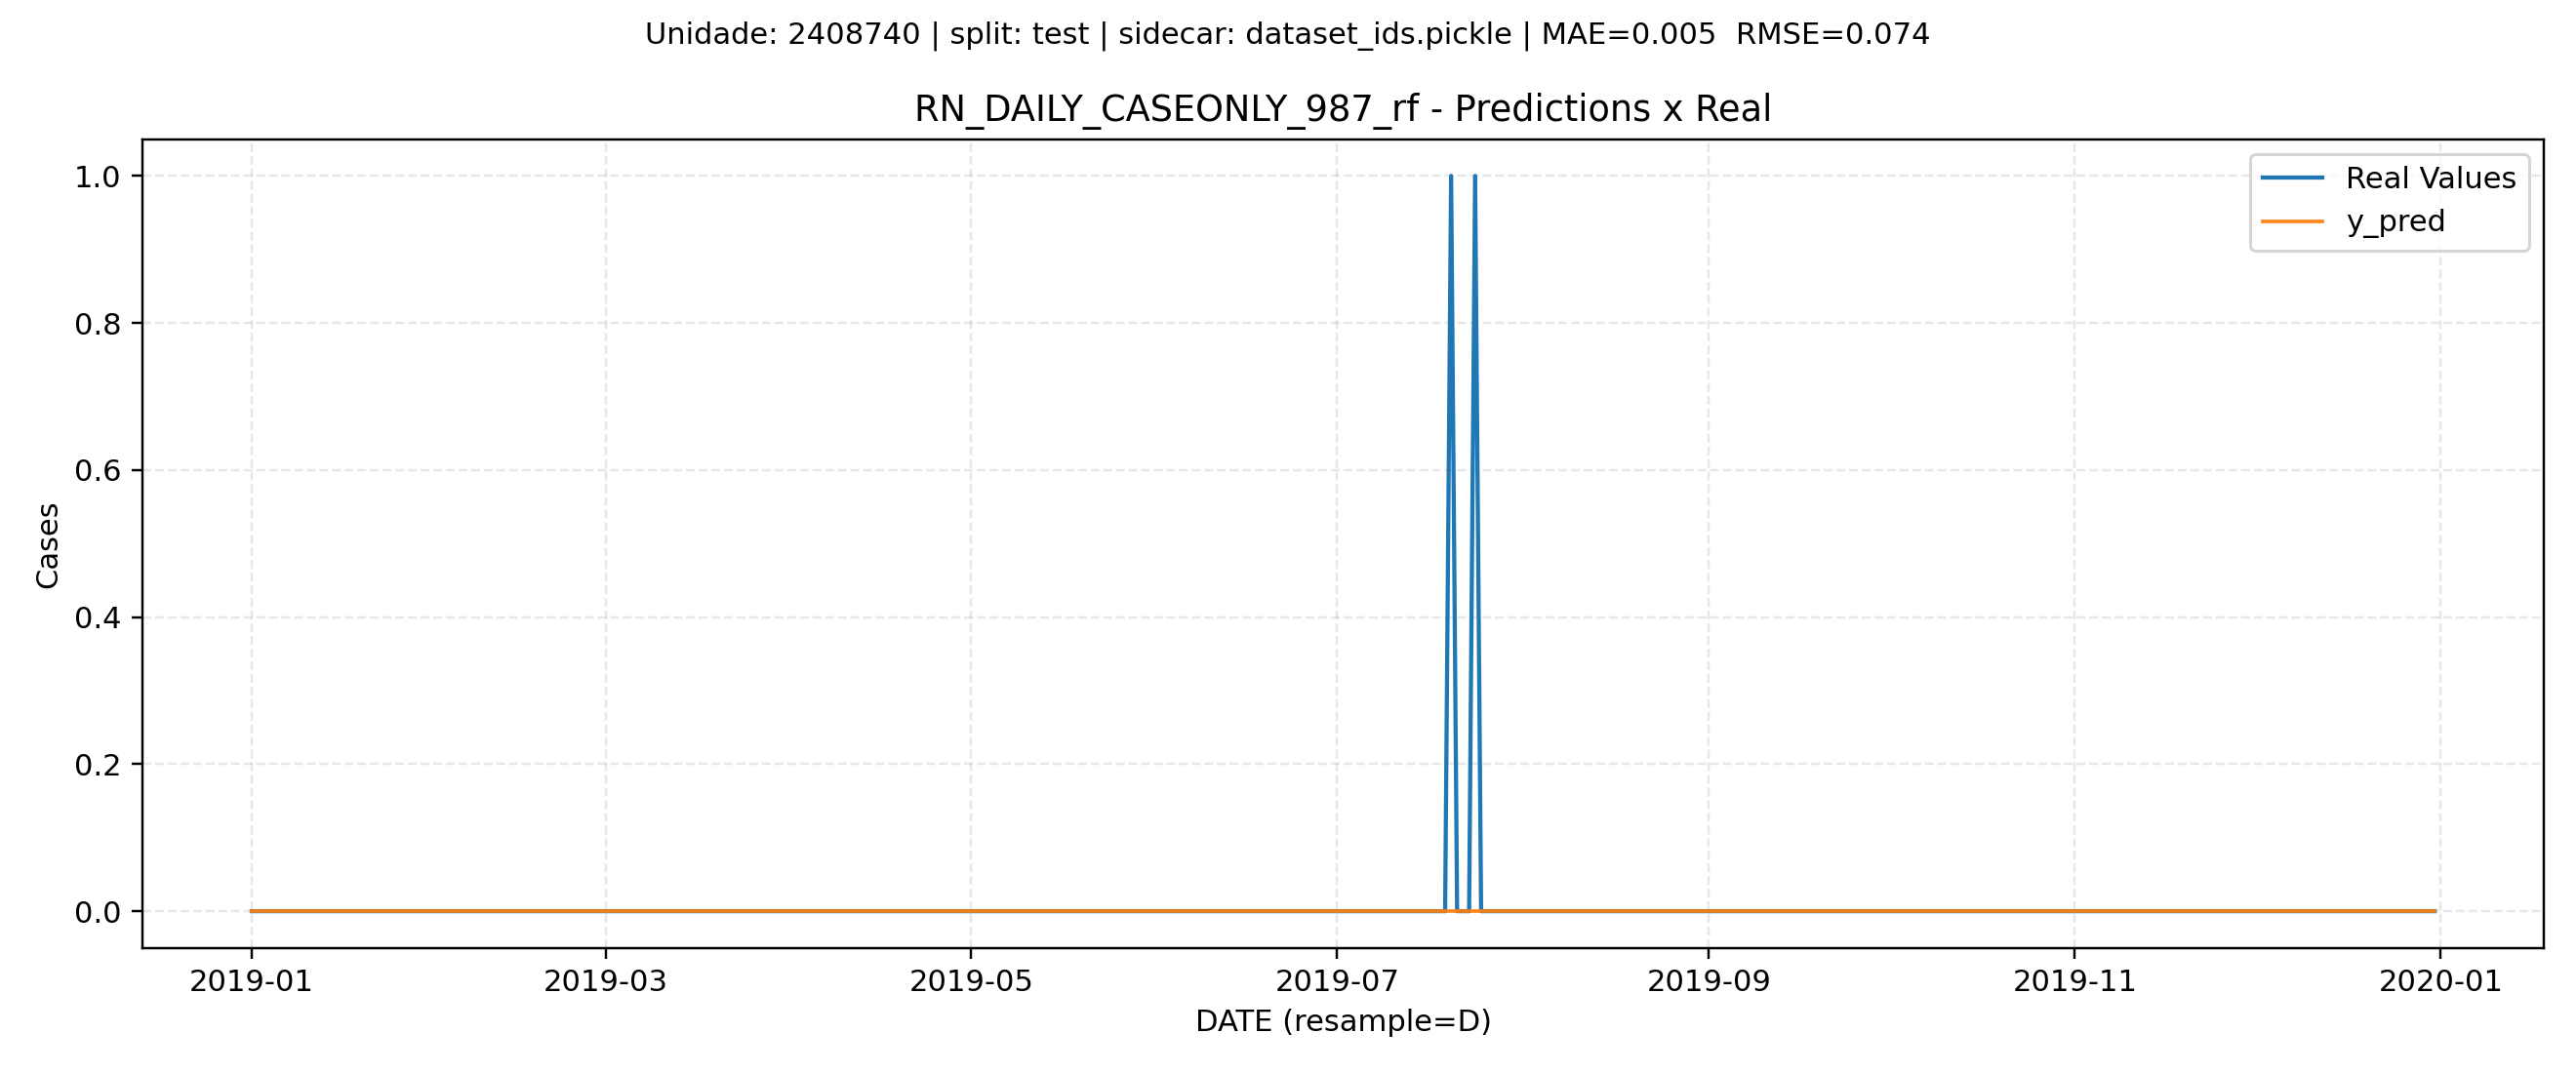 Unidade: 2408740 | split: test | sidecar: dataset_ids.pickle | MAE=0.005  RMSE=0.074
RN_DAILY_CASEONLY_987_rf - Predictions x Real
Real Values
y_pred
1.0
0.8
0.6
0.4
0.2
0.0
Cases
2019-01 2019-03 2019-05 2019-07 2019-09 2019-11 2020-01
DATE (resample=D)